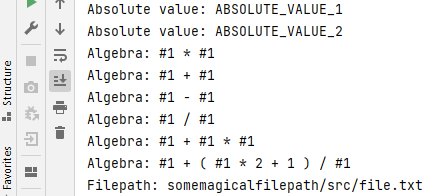 Absolute value: ABSOLUTE_VALUE_1
Absolute value: ABSOLUTE_VALUE_2
Algebra: #1 * #1
Algebra: #1 + #1
Algebra: #1 - #1
Algebra: #1 / #1
Algebra: #1 + #1 * #1
Algebra: #1 + ( #1 * 2 + 1 ) / #1
Filepath: somemagicalfilepath/src/file.txt
Structure
Favorites